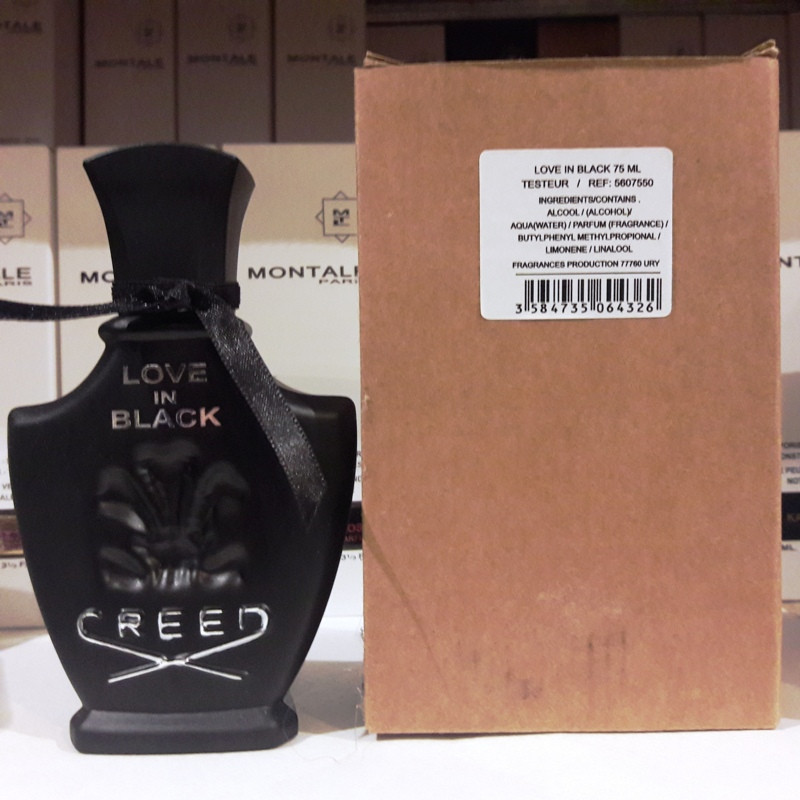 MONTALE
MONTALE
MONTALE
PARIS
LOVE
IN
BLACK
CREED
LOVE IN BLACK 75 ML
TESTEUR / REF: 5607550
INGREDIENTS/CONTAINS .
ALCOOL / (ALCOHOL)/
AQUA(WATER) / PARFUM (FRAGRANCE) /
BUTYLPHENYL METHYLPROPIONAL /
LIMONENE / LINALOOL
FRAGRANCES PRODUCTION 77760 URY
3 584735 064326